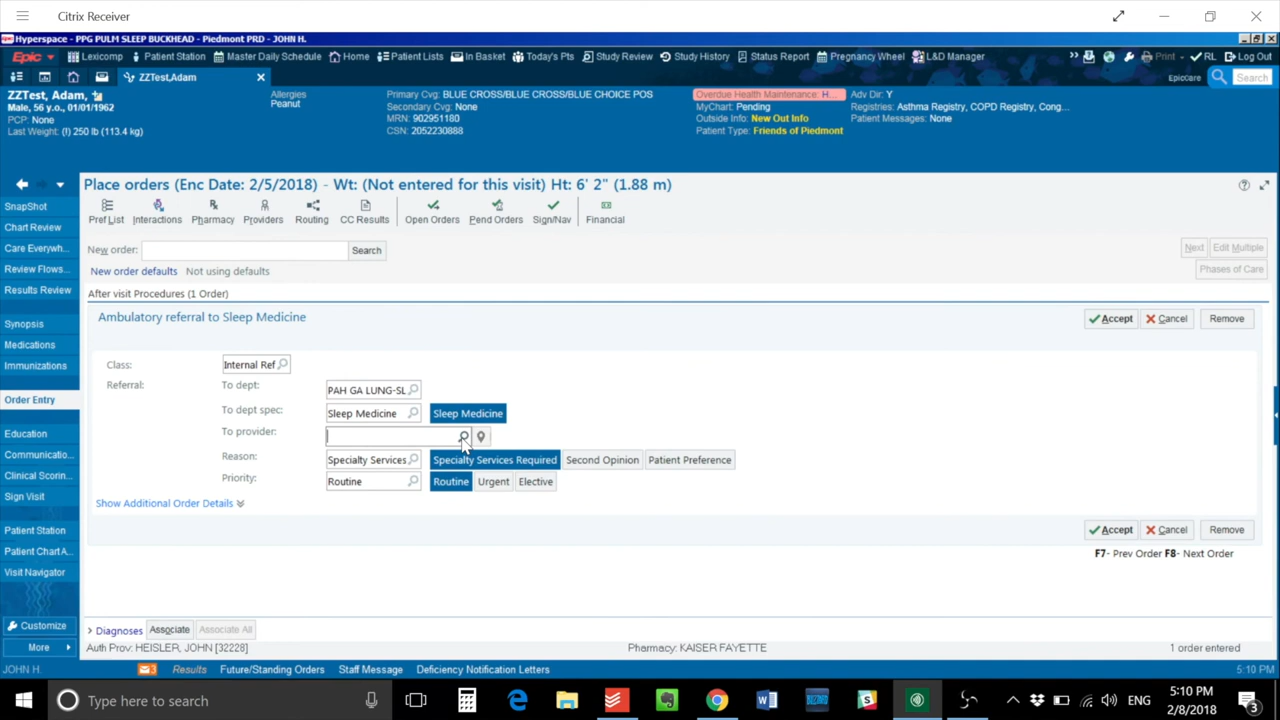 Citrix Receiver
Hyperspace - PPG PULM SLEEP BUCKHEAD - Piedmont PRD - JOHN H.
Epic Lexicomp Patient Station Master Daily Schedule Home Patient Lists In Basket Today's Pts Study Review Study History Status Report Pregnancy Wheel L&D Manager Print RL Log Out
ZZTest,Adam EpicCare Search
ZZTest, Adam, Allergies Primary Cvg: BLUE CROSS/BLUE CROSS/BLUE CHOICE POS Overdue Health Maintenance: H... Adv Dir: Y
Male, 56 y.o., 01/01/1962 Peanut Secondary Cvg: None MyChart: Pending Registries: Asthma Registry, COPD Registry, Cong...
PCP: None MRN: 902951180 Outside Info: New Out Info Patient Messages: None
Last Weight: (!) 250 lb (113.4 kg) CSN: 2052230888 Patient Type: Friends of Piedmont
Place orders (Enc Date: 2/5/2018) - Wt: (Not entered for this visit) Ht: 6' 2" (1.88 m)
SnapShot
Chart Review
Care Everywh...
Review Flows...
Results Review
Synopsis
Medications
Immunizations
Order Entry
Education
Communicatio...
Clinical Scorin...
Sign Visit
Patient Station
Patient Chart A...
Visit Navigator
Customize
More
Pref List Interactions Pharmacy Providers Routing CC Results Open Orders Pend Orders Sign/Nav Financial
New order: Search Next Edit Multiple
New order defaults Not using defaults Phases of Care
After visit Procedures (1 Order)
Ambulatory referral to Sleep Medicine Accept Cancel Remove
Class: Internal Ref
Referral: To dept: PAH GA LUNG-SL
To dept spec: Sleep Medicine Sleep Medicine
To provider:
Reason: Specialty Services Specialty Services Required Second Opinion Patient Preference
Priority: Routine Routine Urgent Elective
Show Additional Order Details
Accept Cancel Remove
F7- Prev Order F8- Next Order
Diagnoses Associate Associate All
Auth Prov: HEISLER, JOHN [32228] Pharmacy: KAISER FAYETTE 1 order entered
JOHN H. 3 Results Future/Standing Orders Staff Message Deficiency Notification Letters 5:10 PM
Type here to search ENG 5:10 PM
2/8/2018 3